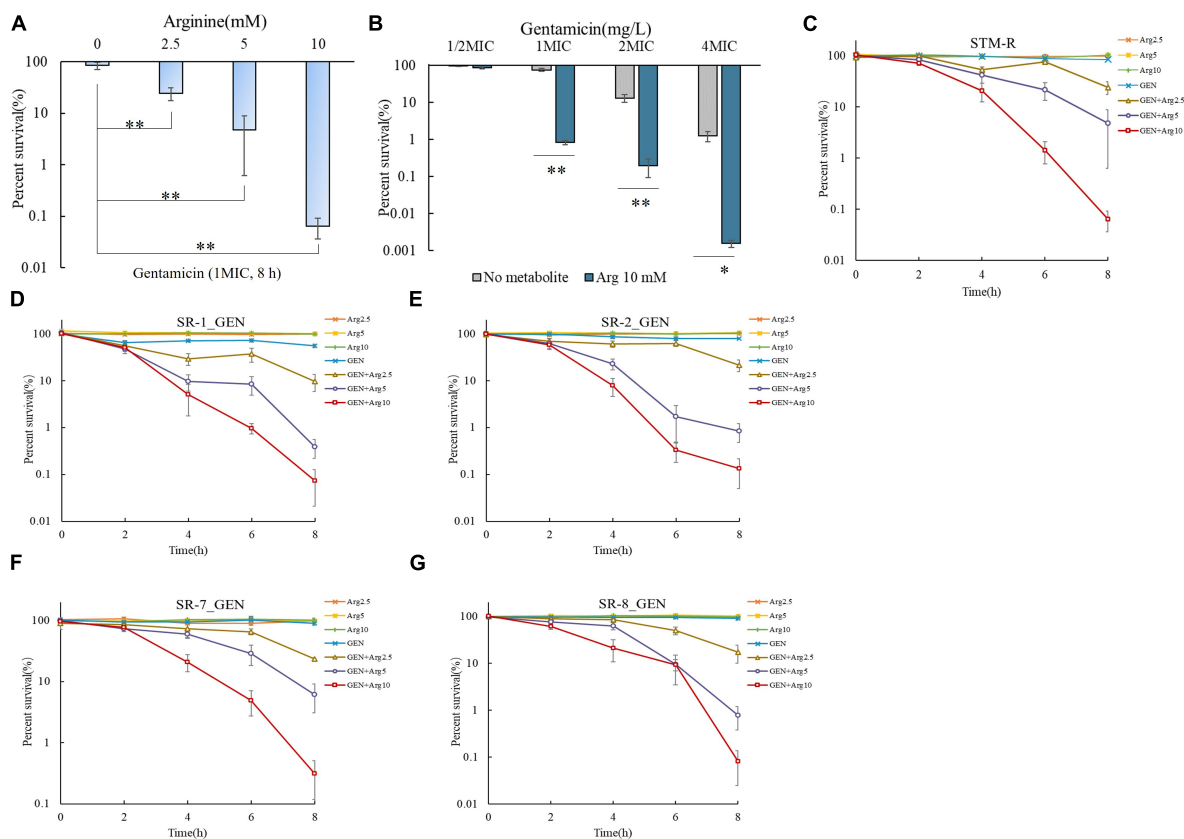 A
Arginine(mM)
0 2.5 5 10
100
10
1
0.1
0.01
Percent survival(%)
**
**
**
Gentamicin (1MIC, 8 h)
B
Gentamicin(mg/L)
1/2MIC 1MIC 2MIC 4MIC
100
10
1
0.1
0.01
0.001
Percent survival(%)
**
**
*
No metabolite Arg 10 mM
C
STM-R
100
10
1
0.1
0.01
Percent survival(%)
0 2 4 6 8
Time(h)
Arg2.5
Arg5
Arg10
GEN
GEN+Arg2.5
GEN+Arg5
GEN+Arg10
D
SR-1_GEN
100
10
1
0.1
0.01
Percent survival(%)
0 2 4 6 8
Time(h)
Arg2.5
Arg5
Arg10
GEN
GEN+Arg2.5
GEN+Arg5
GEN+Arg10
E
SR-2_GEN
100
10
1
0.1
0.01
Percent survival(%)
0 2 4 6 8
Time(h)
Arg2.5
Arg5
Arg10
GEN
GEN+Arg2.5
GEN+Arg5
GEN+Arg10
F
SR-7_GEN
100
10
1
0.1
Percent survival(%)
0 2 4 6 8
Time(h)
Arg2.5
Arg5
Arg10
GEN
GEN+Arg2.5
GEN+Arg5
GEN+Arg10
G
SR-8_GEN
100
10
1
0.1
0.01
Percent survival(%)
0 2 4 6 8
Time(h)
Arg2.5
Arg5
Arg10
GEN
GEN+Arg2.5
GEN+Arg5
GEN+Arg10